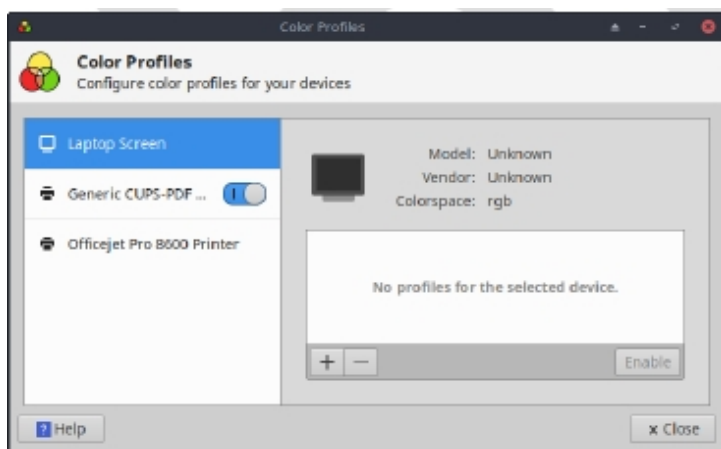 Color Profiles
Color Profiles
Configure color profiles for your devices
Laptop Screen
Generic CUPS-PDF ...
Officejet Pro 8600 Printer
Model: Unknown
Vendor: Unknown
Colorspace: rgb
No profiles for the selected device.
+ −
Enable
? Help
x Close